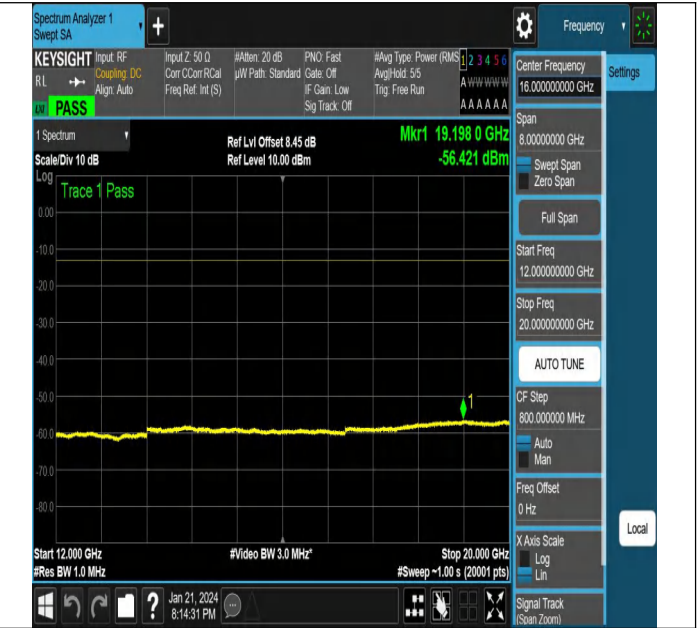 Spectrum Analyzer 1
Swept SA
+
Frequency
KEYSIGHT
RL
PASS
Input: RF
Coupling: DC
Align: Auto
Input Z: 50 Ω
Corr CCorr RCal
Freq Ref: Int (S)
#Atten: 20 dB
µW Path: Standard
PNO: Fast
Gate: Off
IF Gain: Low
Sig Track: Off
#Avg Type: Power (RMS
Avg|Hold: 5/5
Trig: Free Run
1 2 3 4 5 6
A W W W W W
A A A A A A
1 Spectrum
Scale/Div 10 dB
Log
Ref Lvl Offset 8.45 dB
Ref Level 10.00 dBm
Mkr1 19.198 0 GHz
-56.421 dBm
Trace 1 Pass
0.00
-10.0
-20.0
-30.0
-40.0
-50.0
-60.0
-70.0
-80.0
1
Start 12.000 GHz
#Res BW 1.0 MHz
#Video BW 3.0 MHz*
Stop 20.000 GHz
#Sweep ~1.00 s (20001 pts)
?
Jan 21, 2024
8:14:31 PM
Center Frequency
16.000000000 GHz
Settings
Span
8.00000000 GHz
Swept Span
Zero Span
Full Span
Start Freq
12.000000000 GHz
Stop Freq
20.000000000 GHz
AUTO TUNE
CF Step
800.000000 MHz
Auto
Man
Freq Offset
0 Hz
X Axis Scale
Log
Lin
Local
Signal Track
(Span Zoom)